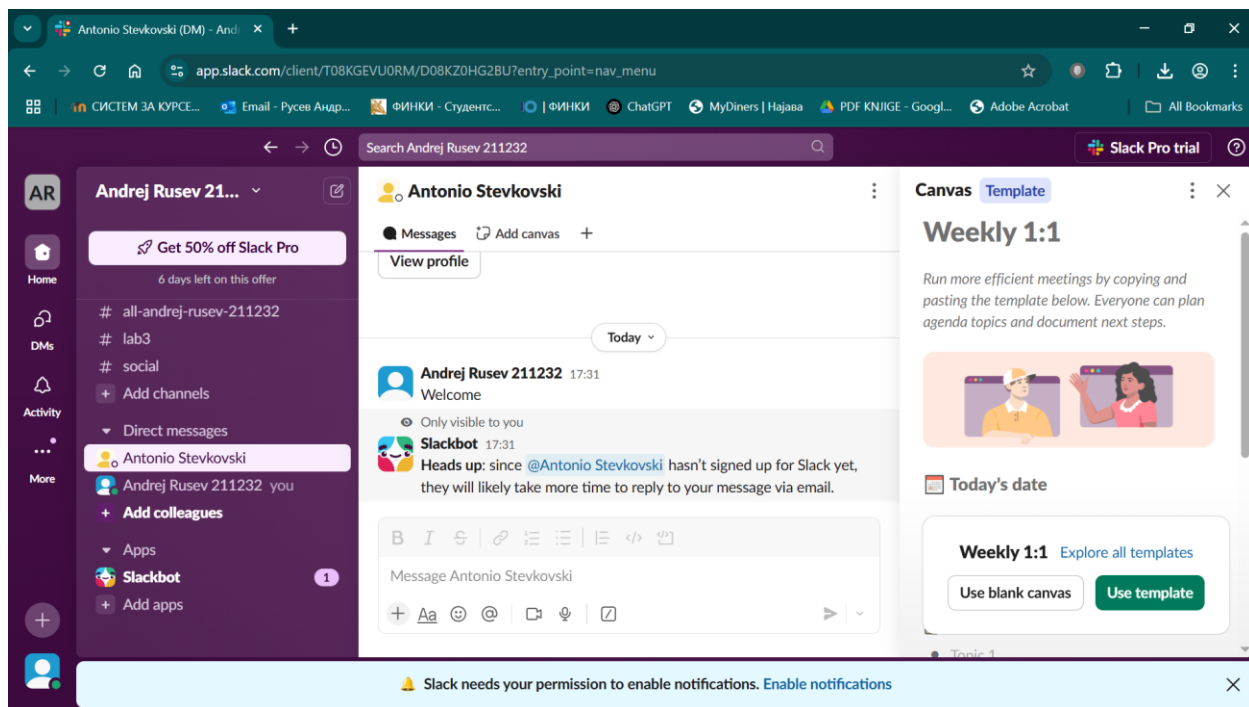 Antonio Stevkovski (DM) - And
app.slack.com/client/T08KGEVU0RM/D08KZ0HG2BU?entry_point=nav_menu
СИСТЕМ ЗА КУРСЕ...
Email - Русев Андр...
ФИНКИ - Студентс...
| ФИНКИ
ChatGPT
MyDiners | Најава
PDF KNJIGE - Googl...
Adobe Acrobat
All Bookmarks
Search Andrej Rusev 211232
Slack Pro trial
AR
Home
DMs
Activity
More
Andrej Rusev 21...
Get 50% off Slack Pro
6 days left on this offer
# all-andrej-rusev-211232
# lab3
# social
+ Add channels
Direct messages
Antonio Stevkovski
Andrej Rusev 211232 you
+ Add colleagues
Apps
Slackbot 1
+ Add apps
Antonio Stevkovski
Messages
Add canvas
+
View profile
Today
Andrej Rusev 211232 17:31
Welcome
Only visible to you
Slackbot 17:31
Heads up: since @Antonio Stevkovski hasn't signed up for Slack yet,
they will likely take more time to reply to your message via email.
Message Antonio Stevkovski
Aa
Canvas Template
Weekly 1:1
Run more efficient meetings by copying and
pasting the template below. Everyone can plan
agenda topics and document next steps.
Today's date
Weekly 1:1 Explore all templates
Use blank canvas
Use template
Topic 1
Slack needs your permission to enable notifications. Enable notifications